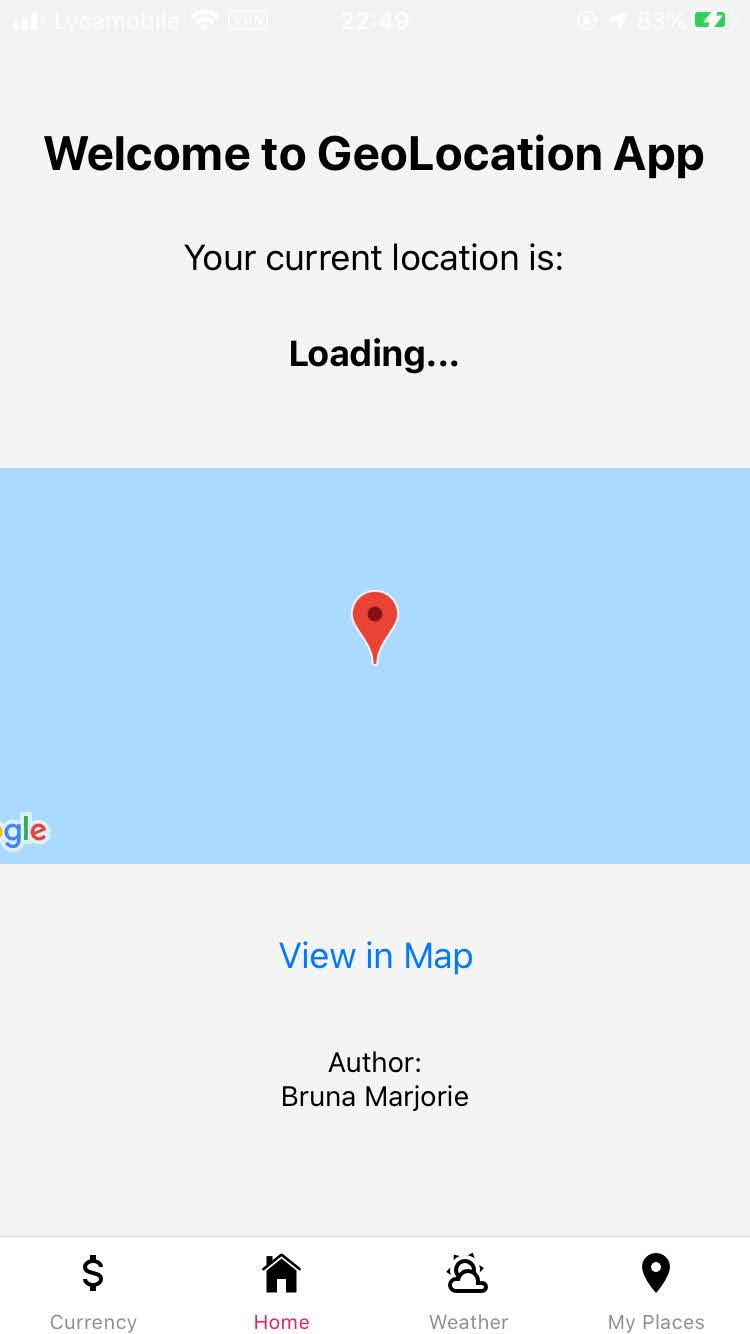 Lycamobile VPN 22:49 83%
Welcome to GeoLocation App
Your current location is:
Loading...
gle
View in Map
Author:
Bruna Marjorie
Currency Home Weather My Places